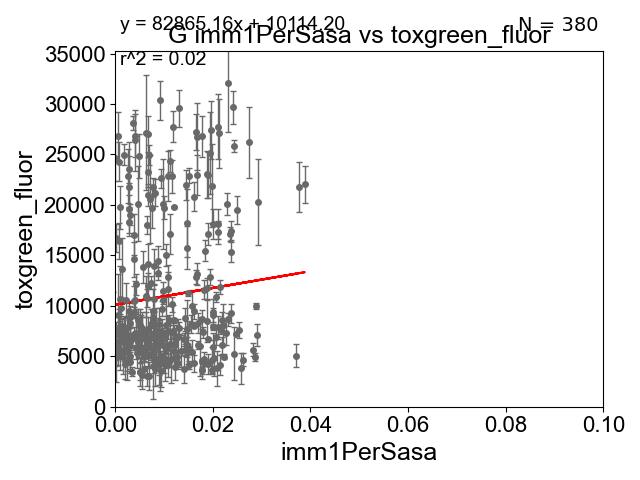 y = 82865.16x + 10114.20
N = 380
G imm1PerSasa vs toxgreen_fluor
r^2 = 0.02
35000
30000
25000
20000
15000
10000
5000
0
toxgreen_fluor
0.00 0.02 0.04 0.06 0.08 0.10
imm1PerSasa